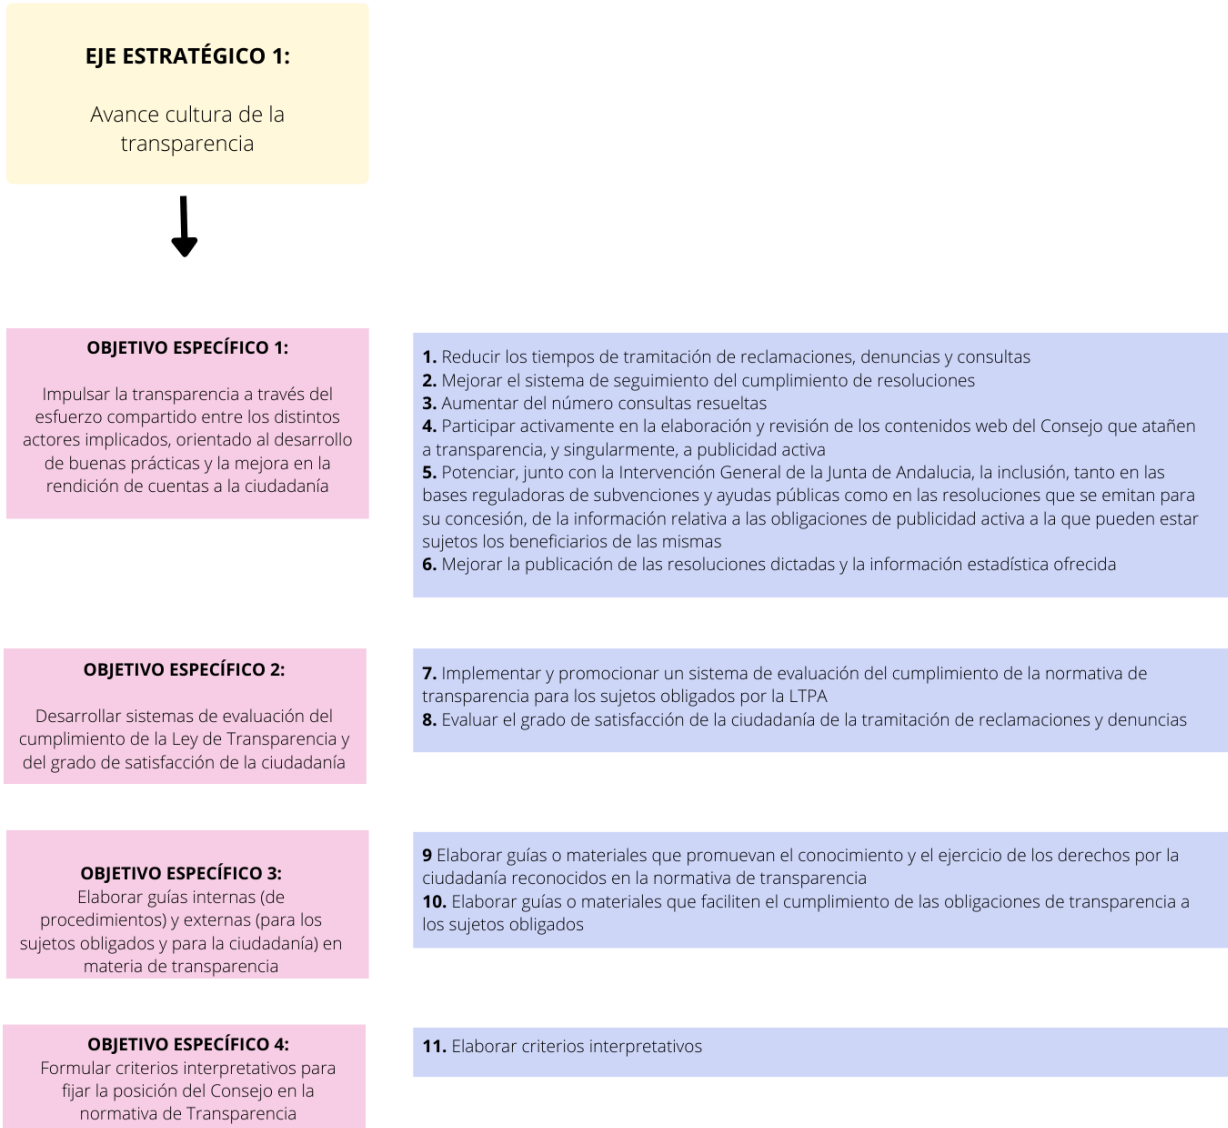 EJE ESTRATÉGICO 1:
Avance cultura de la
transparencia
OBJETIVO ESPECÍFICO 1:
Impulsar la transparencia a través del
esfuerzo compartido entre los distintos
actores implicados, orientado al desarrollo
de buenas prácticas y la mejora en la
rendición de cuentas a la ciudadanía
1. Reducir los tiempos de tramitación de reclamaciones, denuncias y consultas
2. Mejorar el sistema de seguimiento del cumplimiento de resoluciones
3. Aumentar del número consultas resueltas
4. Participar activamente en la elaboración y revisión de los contenidos web del Consejo que atañen
a transparencia, y singularmente, a publicidad activa
5. Potenciar, junto con la Intervención General de la Junta de Andalucia, la inclusión, tanto en las
bases reguladoras de subvenciones y ayudas públicas como en las resoluciones que se emitan para
su concesión, de la información relativa a las obligaciones de publicidad activa a la que pueden estar
sujetos los beneficiarios de las mismas
6. Mejorar la publicación de las resoluciones dictadas y la información estadística ofrecida
OBJETIVO ESPECÍFICO 2:
Desarrollar sistemas de evaluación del
cumplimiento de la Ley de Transparencia y
del grado de satisfacción de la ciudadanía
7. Implementar y promocionar un sistema de evaluación del cumplimiento de la normativa de
transparencia para los sujetos obligados por la LTPA
8. Evaluar el grado de satisfacción de la ciudadanía de la tramitación de reclamaciones y denuncias
OBJETIVO ESPECÍFICO 3:
Elaborar guías internas (de
procedimientos) y externas (para los
sujetos obligados y para la ciudadanía) en
materia de transparencia
9 Elaborar guías o materiales que promuevan el conocimiento y el ejercicio de los derechos por la
ciudadanía reconocidos en la normativa de transparencia
10. Elaborar guías o materiales que faciliten el cumplimiento de las obligaciones de transparencia a
los sujetos obligados
OBJETIVO ESPECÍFICO 4:
Formular criterios interpretativos para
fijar la posición del Consejo en la
normativa de Transparencia
11. Elaborar criterios interpretativos